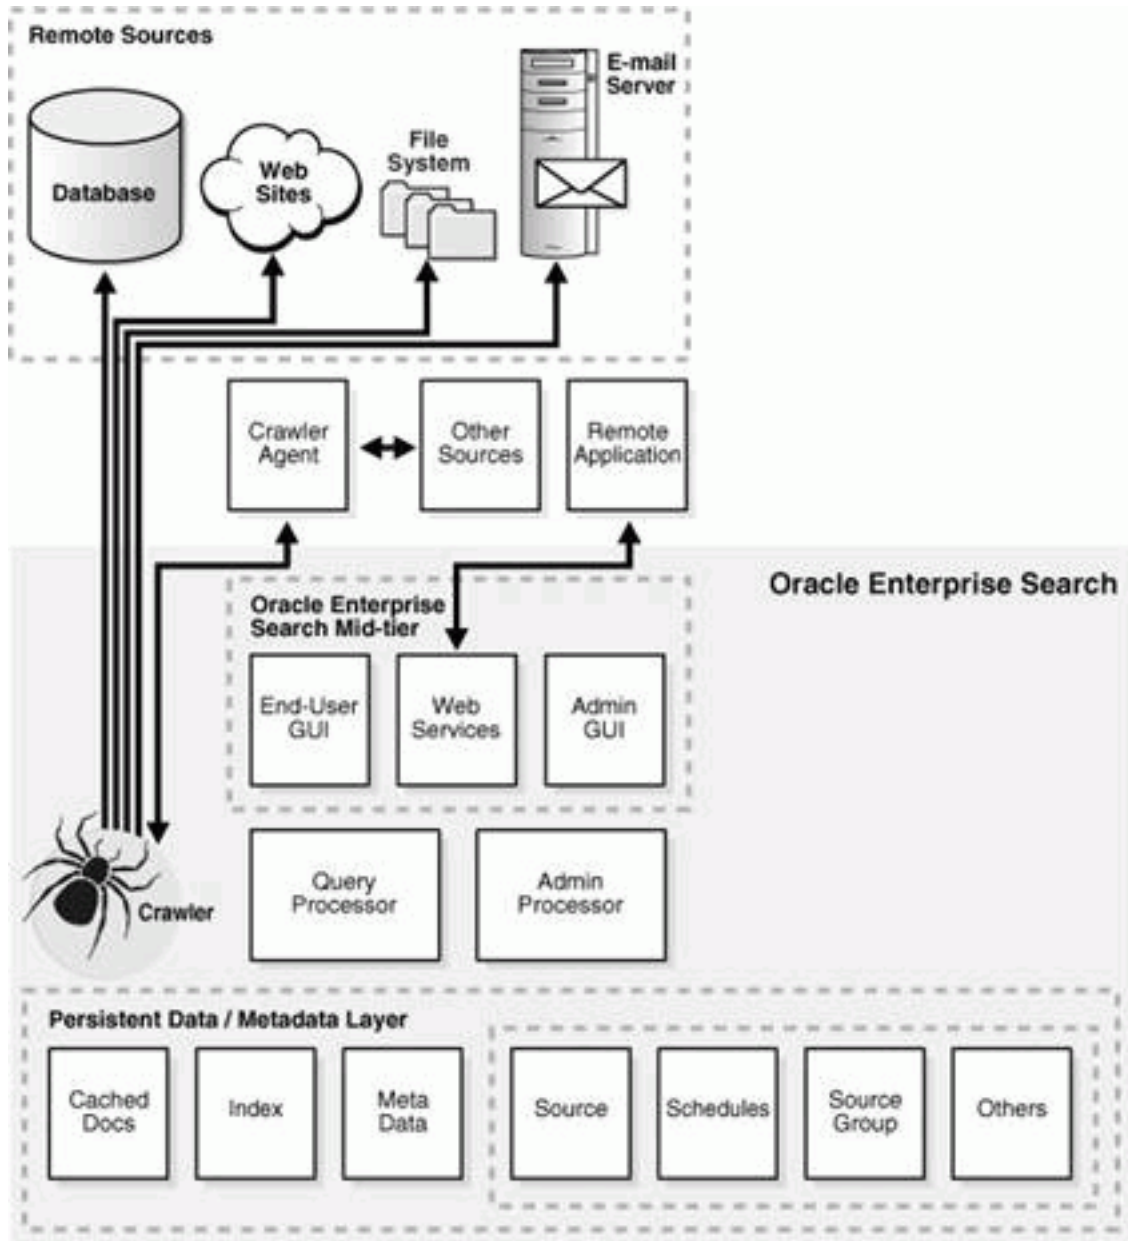 Remote Sources
E-mail
Server
File
System
Web
Sites
Database
Crawler
Agent
Other
Sources
Remote
Application
Oracle Enterprise Search
Oracle Enterprise
Search Mid-tier
End-User
GUI
Web
Services
Admin
GUI
Query
Processor
Admin
Processor
Crawler
Persistent Data / Metadata Layer
Cached
Docs
Index
Meta
Data
Source
Schedules
Source
Group
Others